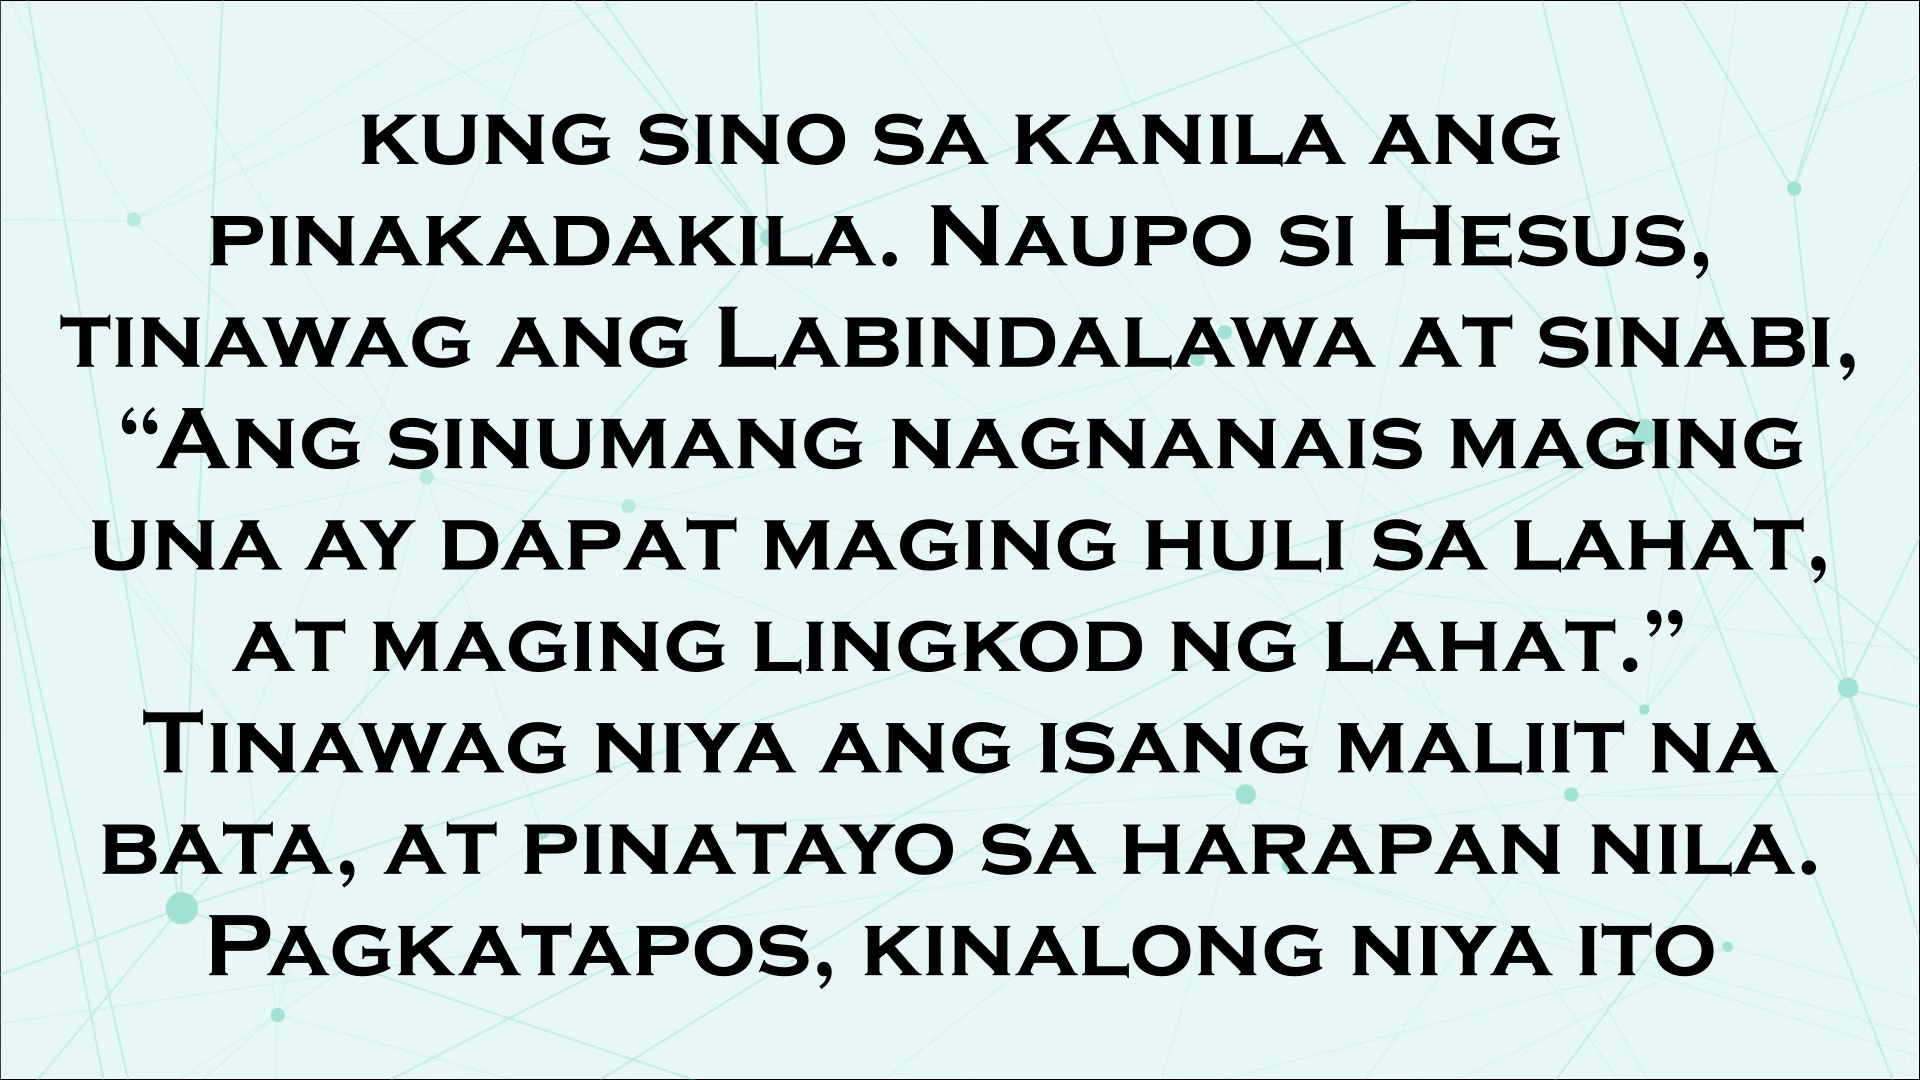 kung sino sa kanila ang
pinakadakila. Naupo si Hesus,
tinawag ang Labindalawa at sinabi,
“Ang sinumang nagnanais maging
una ay dapat maging huli sa lahat,
at maging lingkod ng lahat.”
Tinawag niya ang isang maliit na
bata, at pinatayo sa harapan nila.
Pagkatapos, kinalong niya ito